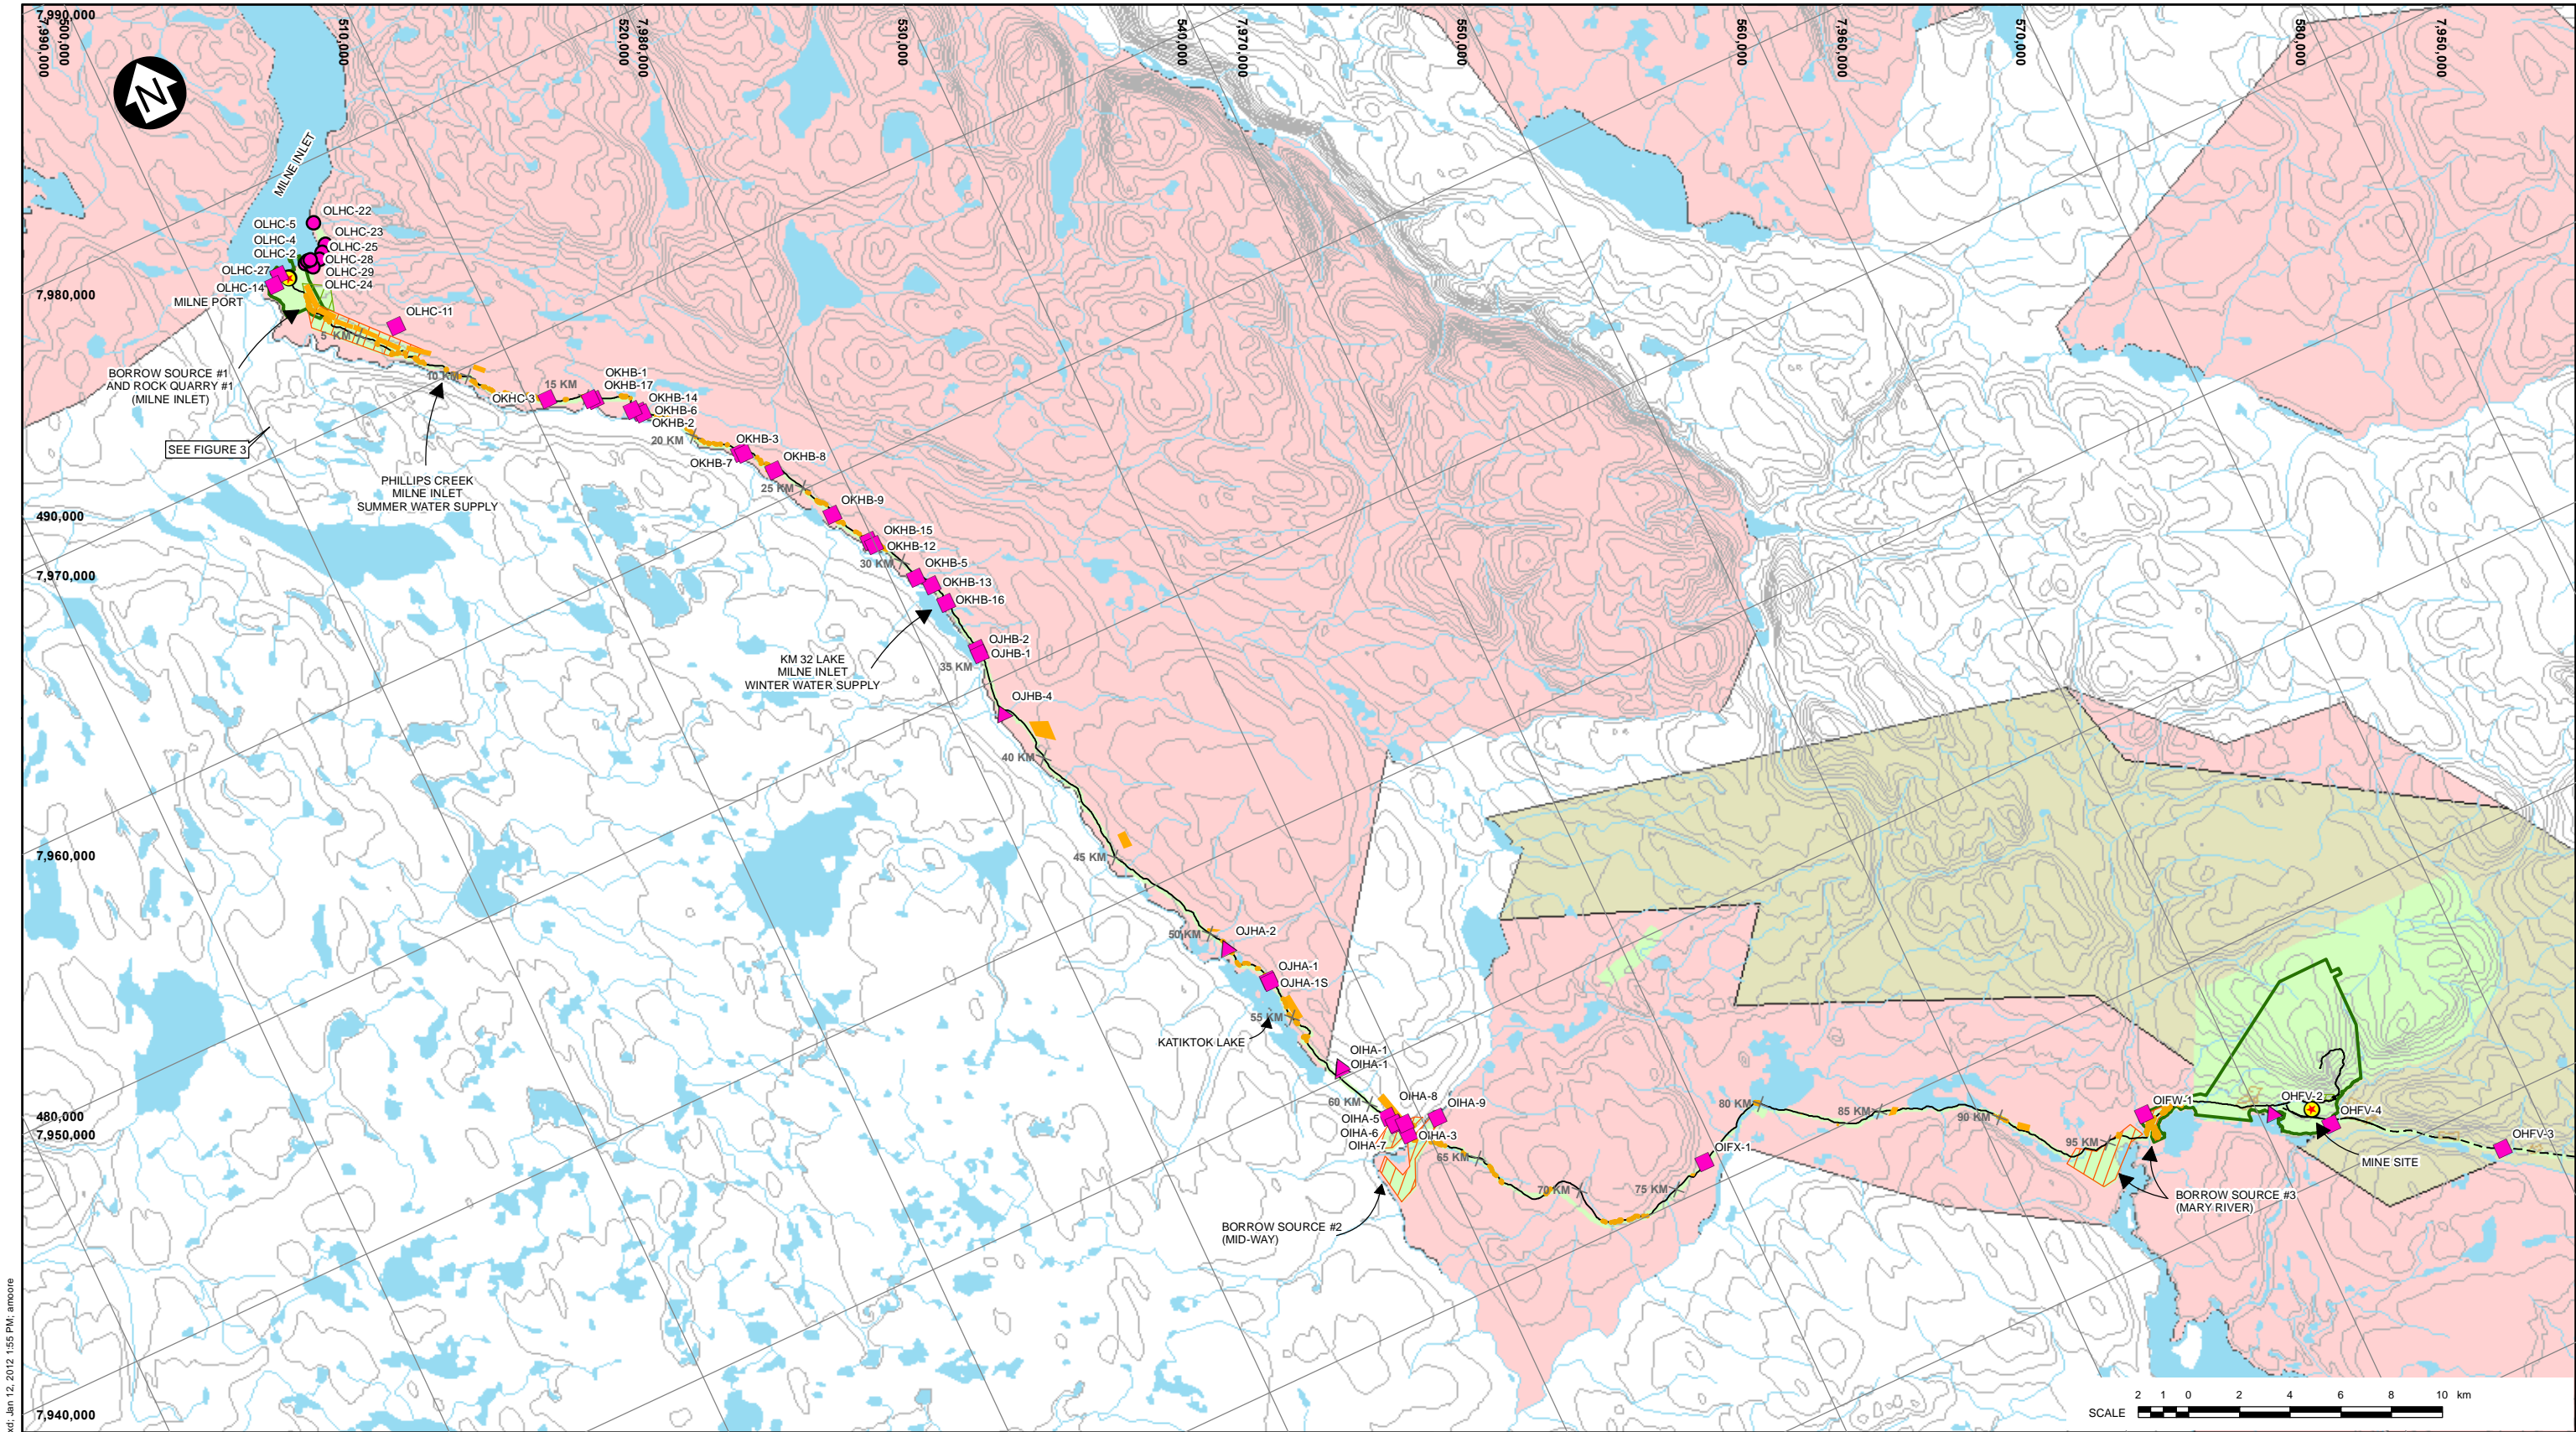 7,990,000
7,990,000
500,000
510,000
520,000
7,980,000
530,000
540,000
7,970,000
550,000
560,000
7,960,000
570,000
580,000
7,950,000
N
MILNE INLET
OLHC-22
OLHC-5
OLHC-23
OLHC-4
OLHC-25
OLHC-2
OLHC-28
OLHC-27
OLHC-29
OLHC-24
OLHC-14
7,980,000
MILNE PORT
OLHC-11
5 KM
BORROW SOURCE #1
AND ROCK QUARRY #1
(MILNE INLET)
10 KM
15 KM
OKHC-3
OKHB-1
OKHB-17
OKHB-14
OKHB-6
OKHB-2
20 KM
SEE FIGURE 3
OKHB-3
OKHB-7
OKHB-8
PHILLIPS CREEK
MILNE INLET
SUMMER WATER SUPPLY
25 KM
OKHB-9
490,000
OKHB-15
OKHB-12
30 KM
OKHB-5
7,970,000
OKHB-13
OKHB-16
KM 32 LAKE
MILNE INLET
WINTER WATER SUPPLY
OJHB-2
OJHB-1
35 KM
OJHB-4
40 KM
7,960,000
45 KM
50 KM
OJHA-2
OJHA-1
OJHA-1S
55 KM
KATIKTOK LAKE
OIHA-1
OIHA-1
480,000
7,950,000
60 KM
OIHA-8
OIHA-9
OIHA-5
OIHA-6
OIHA-3
OIHA-7
65 KM
70 KM
75 KM
OIFX-1
80 KM
85 KM
90 KM
95 KM
OIFW-1
OHFV-2
OHFV-4
OHFV-3
MINE SITE
BORROW SOURCE #2
(MID-WAY)
BORROW SOURCE #3
(MARY RIVER)
7,940,000
2 1 0 2 4 6 8 10 km
SCALE
xd; Jan 12, 2012 1:55 PM; amoore